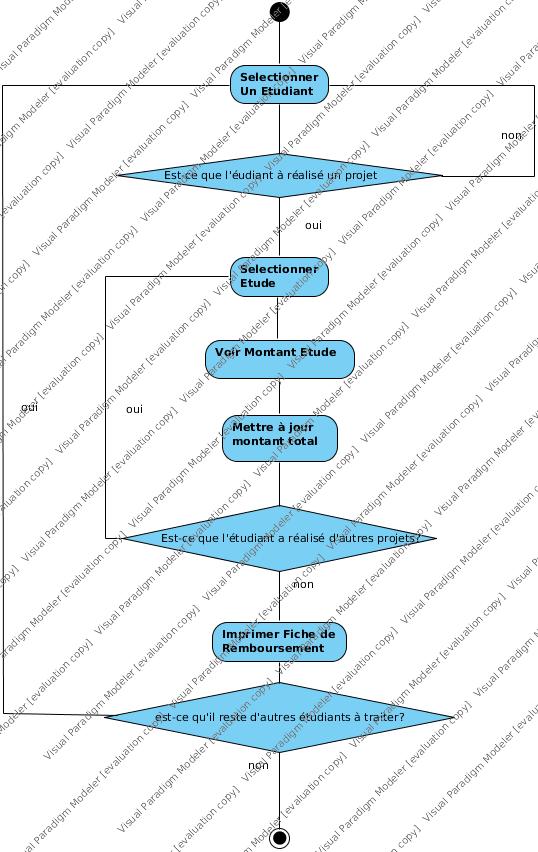 Selectionner
Un Etudiant
non
Est-ce que l'éudiant à réalisé un projet
oui
Selectionner
Etude
Voir Montant Etude
oui
oui
Mettre à jour
montant total
Est-ce que l'étudiant a réalisé d'autres projets?
non
Imprimer Fiche de
Remboursement
est-ce qu'il reste d'autres étudiants à traiter?
non
Visual Paradigm Modeler [evaluation copy]